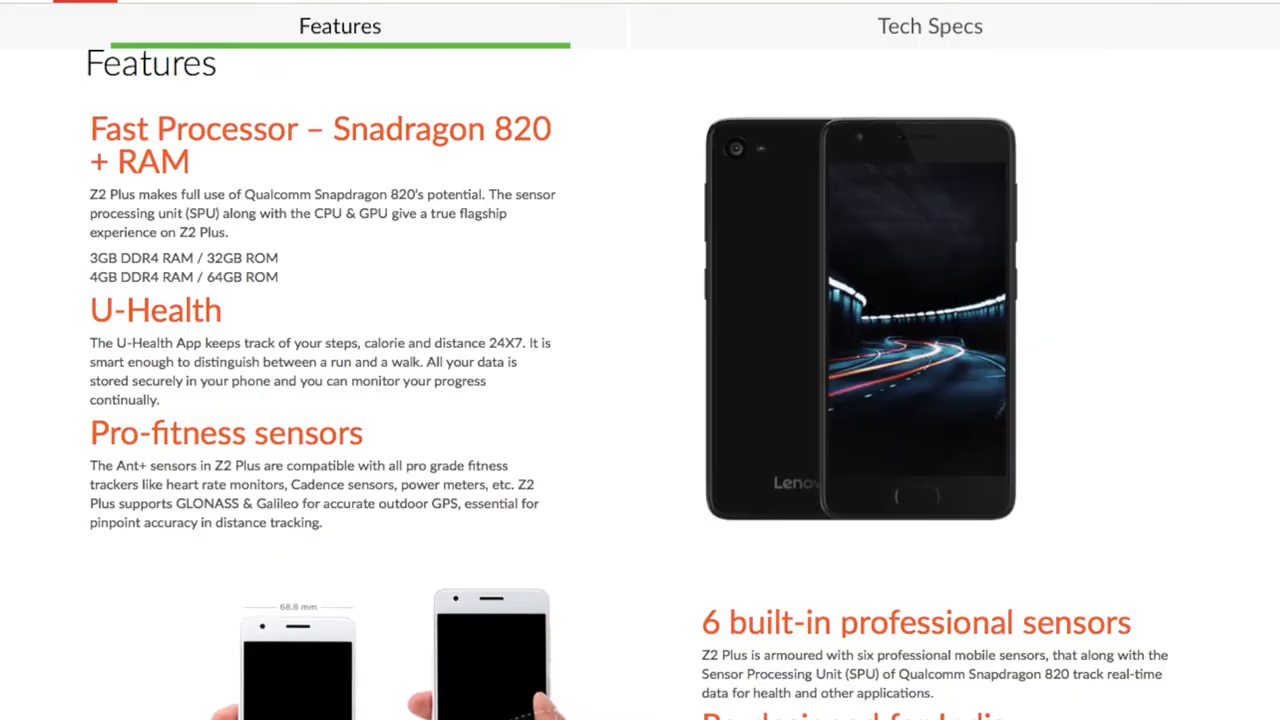 Features
Tech Specs
Features
Fast Processor – Snadragon 820
+ RAM
Z2 Plus makes full use of Qualcomm Snapdragon 820's potential. The sensor
processing unit (SPU) along with the CPU & GPU give a true flagship
experience on Z2 Plus.
3GB DDR4 RAM / 32GB ROM
4GB DDR4 RAM / 64GB ROM
U-Health
The U-Health App keeps track of your steps, calorie and distance 24X7. It is
smart enough to distinguish between a run and a walk. All your data is
stored securely in your phone and you can monitor your progress
continually.
Pro-fitness sensors
The Ant+ sensors in Z2 Plus are compatible with all pro grade fitness
trackers like heart rate monitors, Cadence sensors, power meters, etc. Z2
Plus supports GLONASS & Galileo for accurate outdoor GPS, essential for
pinpoint accuracy in distance tracking.
Lenov
68.8 mm
6 built-in professional sensors
Z2 Plus is armoured with six professional mobile sensors, that along with the
Sensor Processing Unit (SPU) of Qualcomm Snapdragon 820 track real-time
data for health and other applications.
Re-designed for India